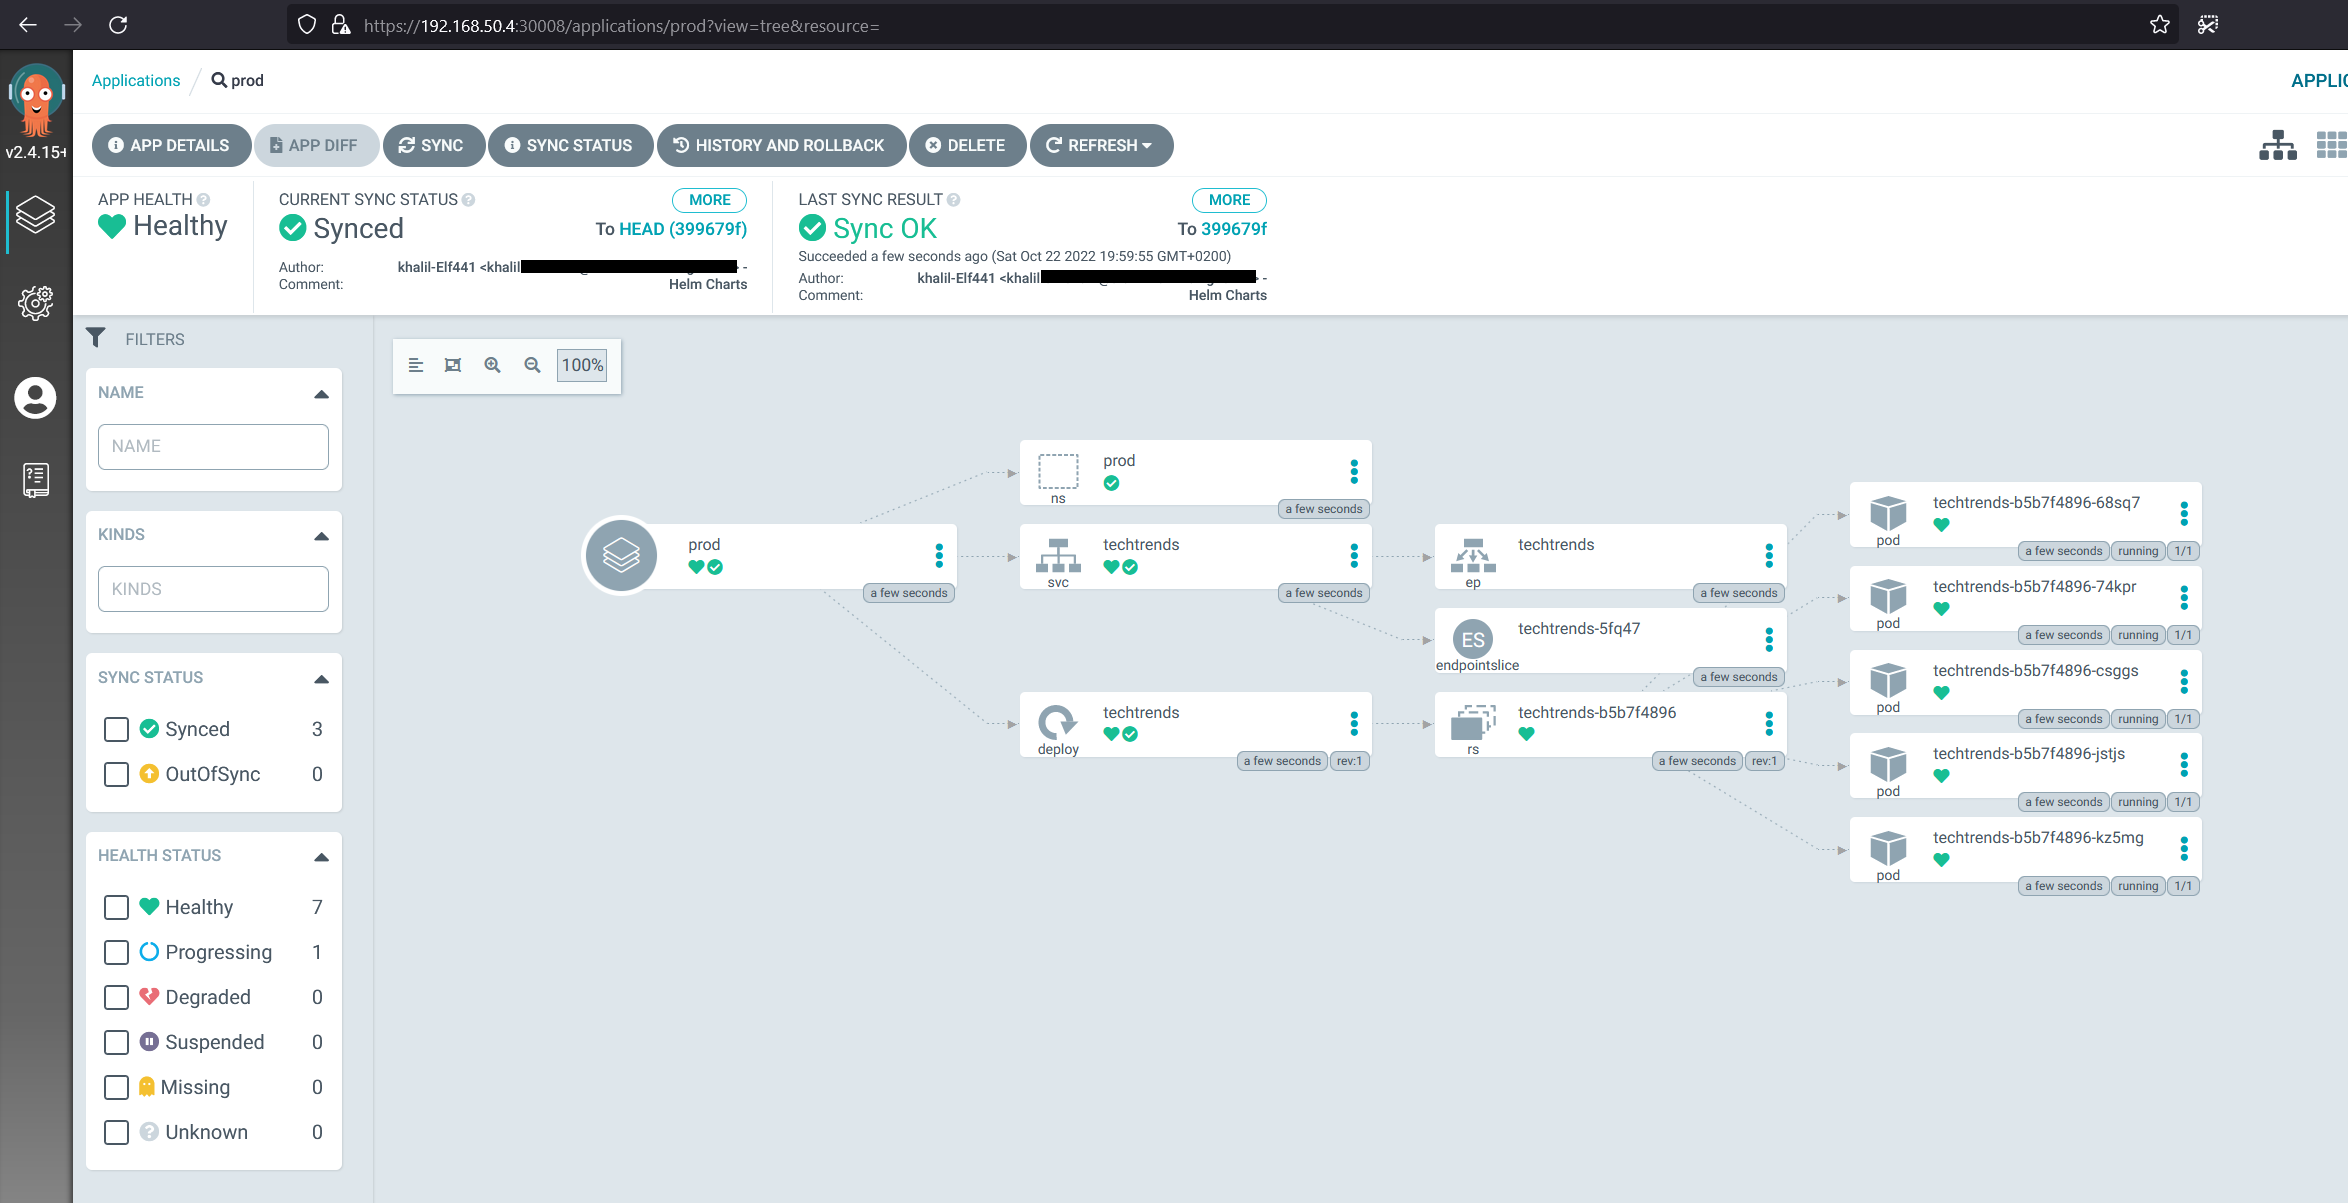 https://192.168.50.4:30008/applications/prod?view=tree&resource=
v2.4.15+
Applications / prod
APPLIC
APP DETAILS
APP DIFF
SYNC
SYNC STATUS
HISTORY AND ROLLBACK
DELETE
REFRESH
APP HEALTH
Healthy
CURRENT SYNC STATUS
MORE
Synced
To HEAD (399679f)
Author: khalil-Elf441 <khalil -
Comment: Helm Charts
LAST SYNC RESULT
MORE
Sync OK
To 399679f
Succeeded a few seconds ago (Sat Oct 22 2022 19:59:55 GMT+0200)
Author: khalil-Elf441 <khalil -
Comment: Helm Charts
FILTERS
NAME
NAME
KINDS
KINDS
SYNC STATUS
Synced 3
OutOfSync 0
HEALTH STATUS
Healthy 7
Progressing 1
Degraded 0
Suspended 0
Missing 0
Unknown 0
100%
prod
a few seconds
prod
ns
a few seconds
techtrends
svc
a few seconds
techtrends
deploy
a few seconds rev:1
techtrends
ep
a few seconds
ES
techtrends-5fq47
endpointslice
a few seconds
techtrends-b5b7f4896
rs
a few seconds rev:1
techtrends-b5b7f4896-68sq7
pod
a few seconds running 1/1
techtrends-b5b7f4896-74kpr
pod
a few seconds running 1/1
techtrends-b5b7f4896-csggs
pod
a few seconds running 1/1
techtrends-b5b7f4896-jstjs
pod
a few seconds running 1/1
techtrends-b5b7f4896-kz5mg
pod
a few seconds running 1/1